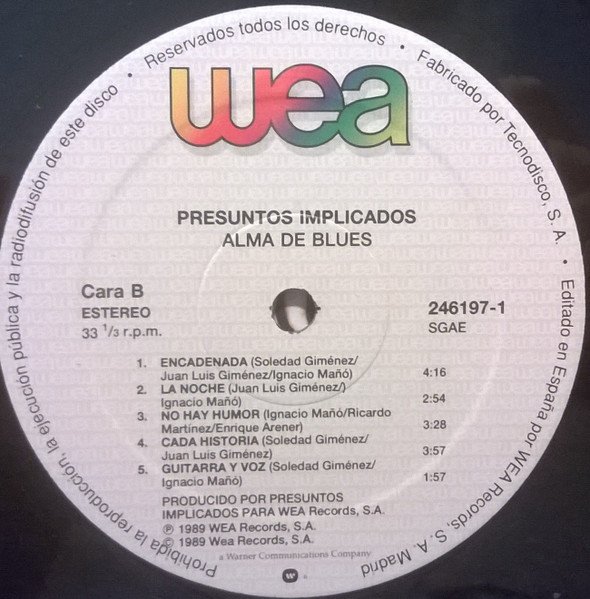 Reservados todos los derechos • Fabricado por Tecnodisco, S. A. • Editado en España por WEA Records, S. A. Madrid
Prohibida la reproducción, la ejecución pública y la radiodifusión de este disco •
wea
PRESUNTOS IMPLICADOS
ALMA DE BLUES
Cara B
ESTEREO
33 1/3 r.p.m.
246197-1
SGAE
1. ENCADENADA (Soledad Giménez/
Juan Luis Giménez/Ignacio Mañó) 4:16
2. LA NOCHE (Juan Luis Giménez/)
Ignacio Mañó) 2:54
3. NO HAY HUMOR (Ignacio Mañó/Ricardo
Martínez/Enrique Arener) 3:28
4. CADA HISTORIA (Soledad Giménez/
Juan Luis Giménez) 3:57
5. GUITARRA Y VOZ (Soledad Giménez/
Ignacio Mañó) 1:57
PRODUCIDO POR PRESUNTOS
IMPLICADOS PARA WEA Records, S.A.
℗ 1989 WEA Records, S.A.
© 1989 WEA Records, S.A.
a Warner Communications Company